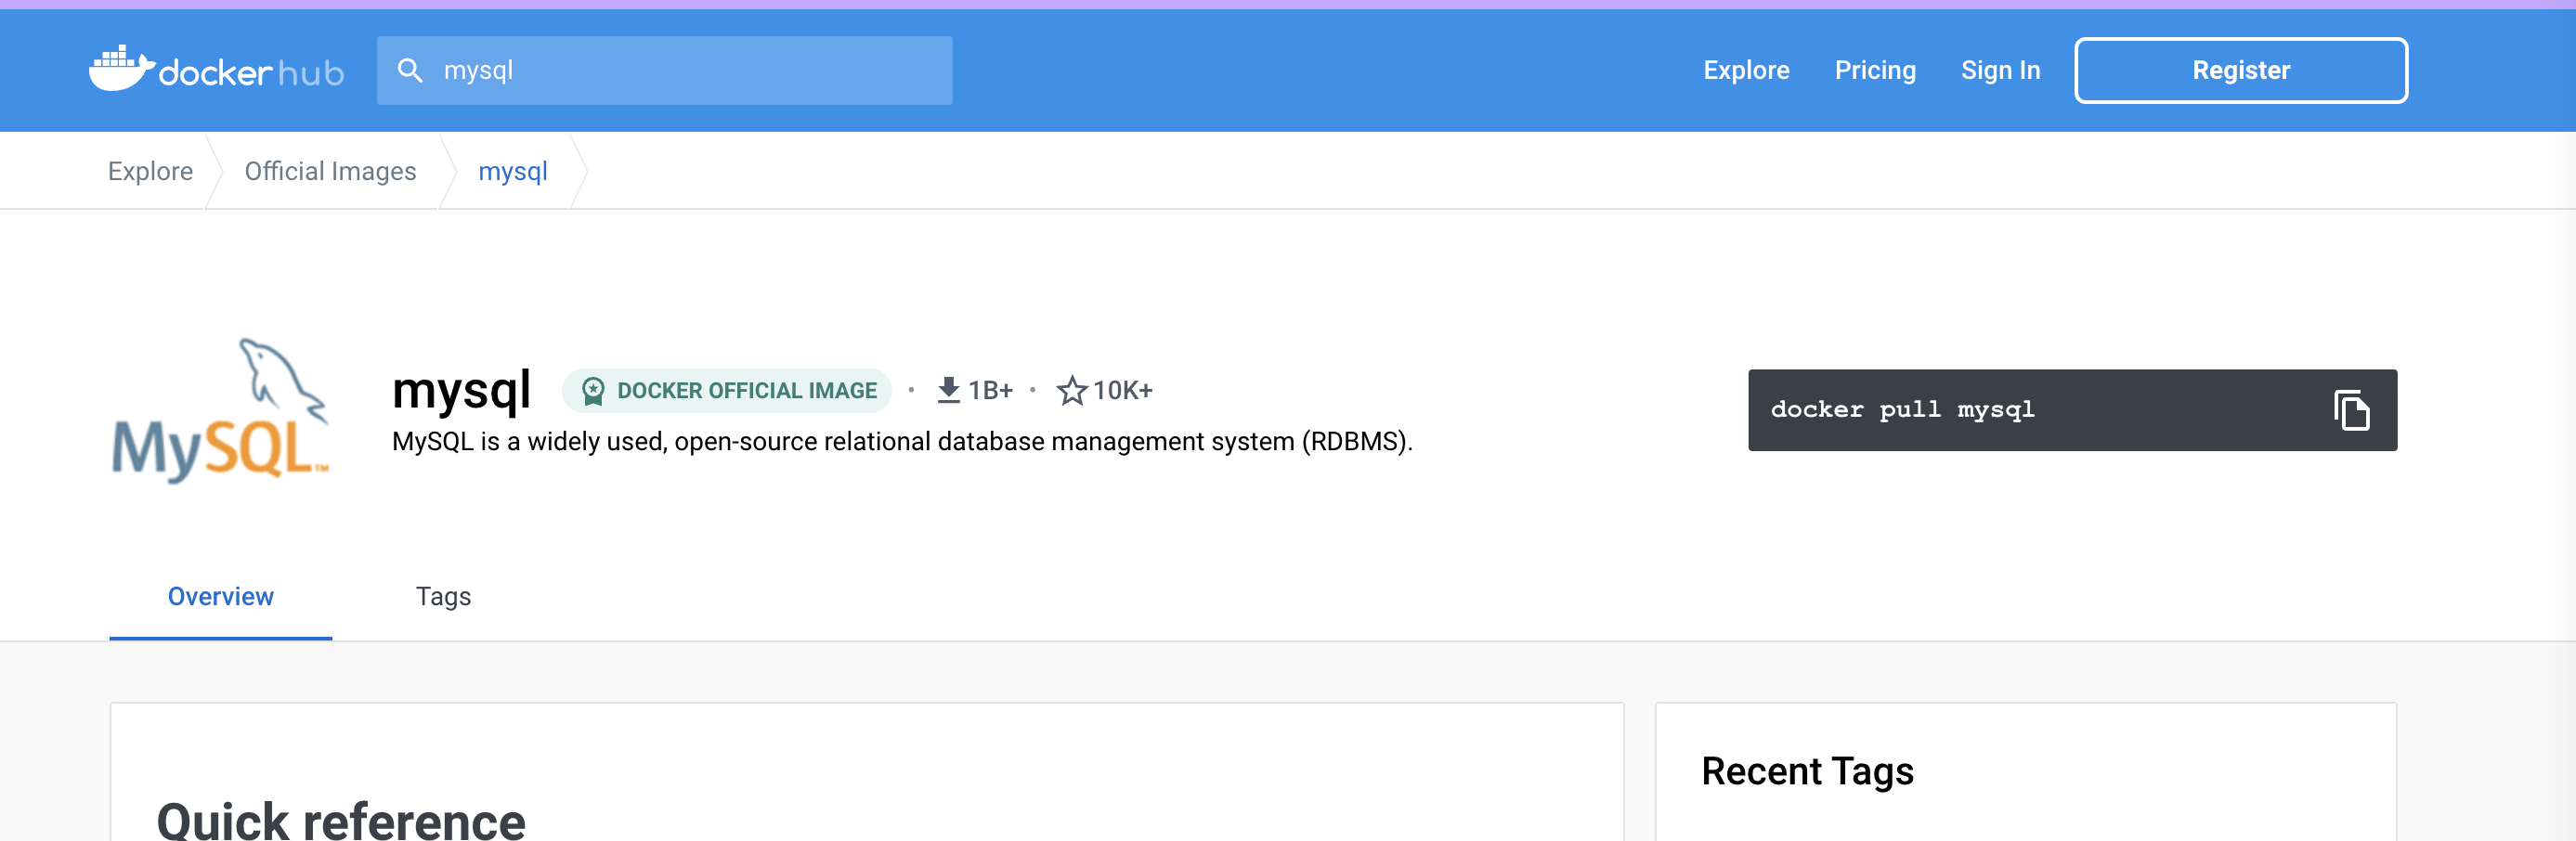 docker hub
mysql
Explore
Pricing
Sign In
Register
Explore
Official Images
mysql
MySQL™
mysql
DOCKER OFFICIAL IMAGE
1B+
10K+
MySQL is a widely used, open-source relational database management system (RDBMS).
docker pull mysql
Overview
Tags
Quick reference
Recent Tags